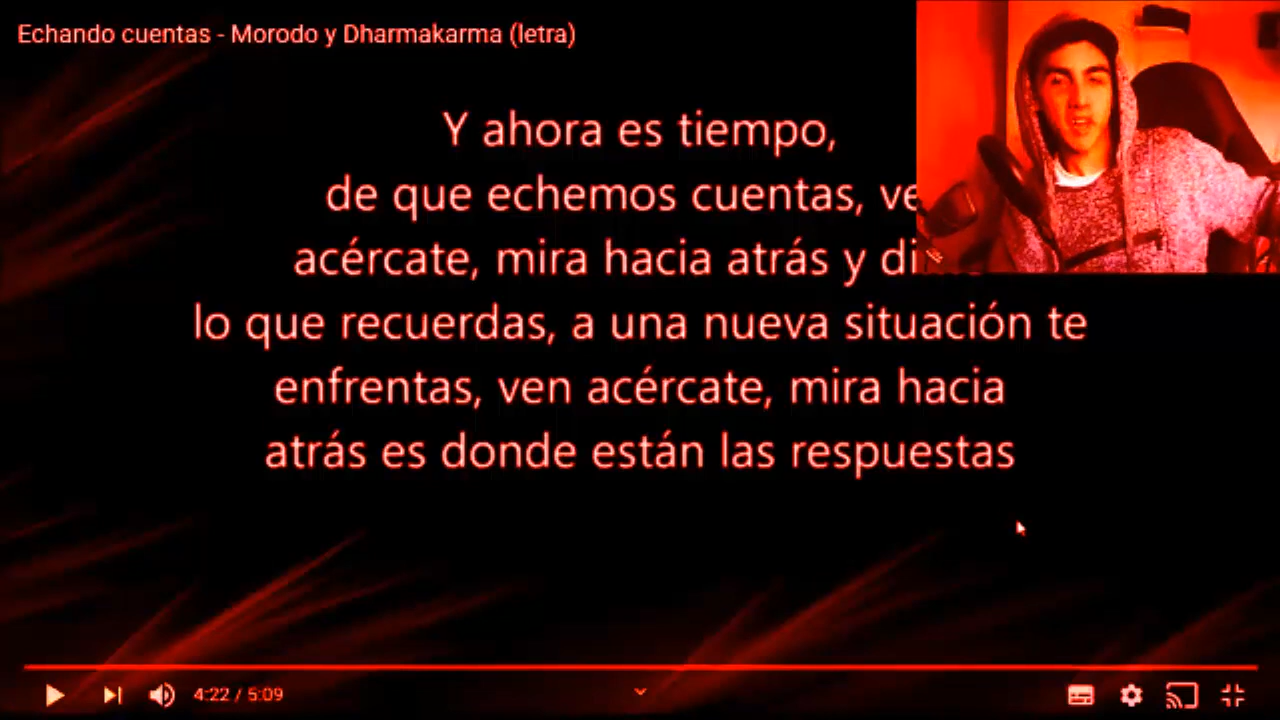 Echando cuentas - Morodo y Dharmakarma (letra)
Y ahora es tiempo,
de que echemos cuentas,
acércate, mira hacia atrás y
lo que recuerdas, a una nueva situación te
enfrentas, ven acércate, mira hacia
atrás es donde están las respuestas
4:22 / 5:09